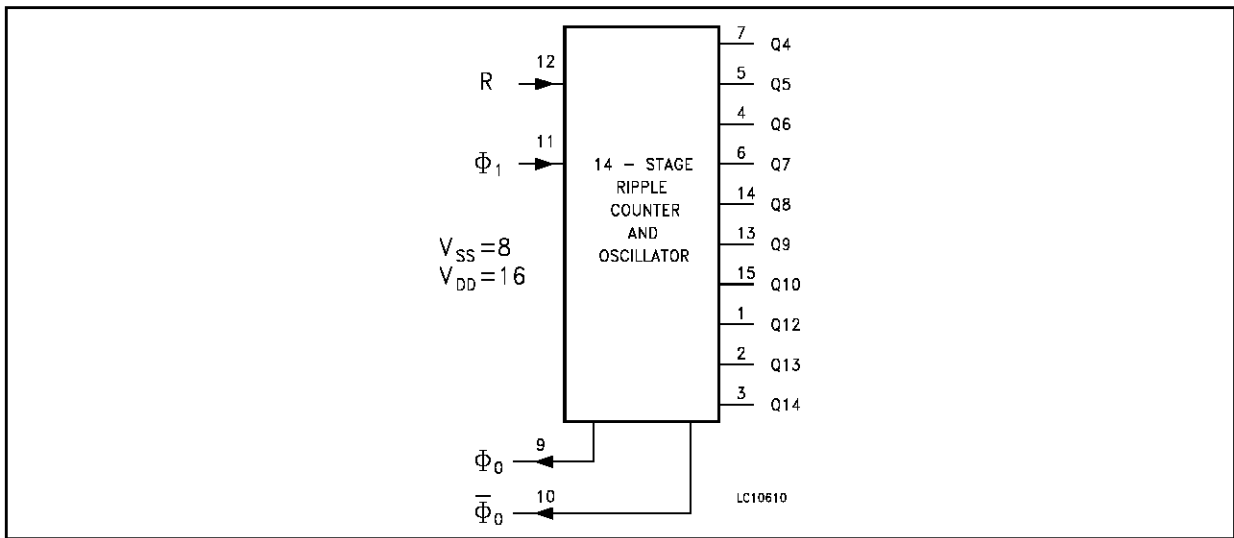 7 Q4
12
R
5 Q5
4 Q6
11
Φ1
6 Q7
14 – STAGE
RIPPLE
COUNTER
AND
OSCILLATOR
14 Q8
13 Q9
VSS=8
VDD=16
15 Q10
1 Q12
2 Q13
3 Q14
9
Φ0
10
Φ̅0
LC10610